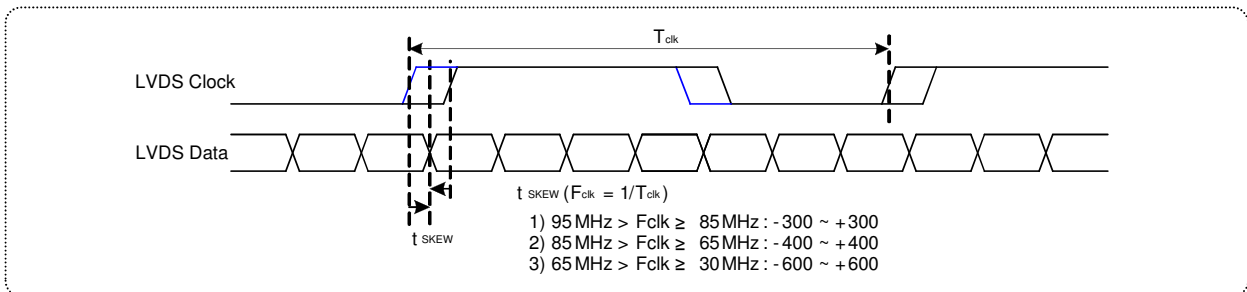 Tclk
LVDS Clock
LVDS Data
t SKEW (Fclk = 1/Tclk)
t SKEW
1) 95 MHz > Fclk ≥ 85 MHz : -300 ~ +300
2) 85 MHz > Fclk ≥ 65 MHz : -400 ~ +400
3) 65 MHz > Fclk ≥ 30 MHz : -600 ~ +600